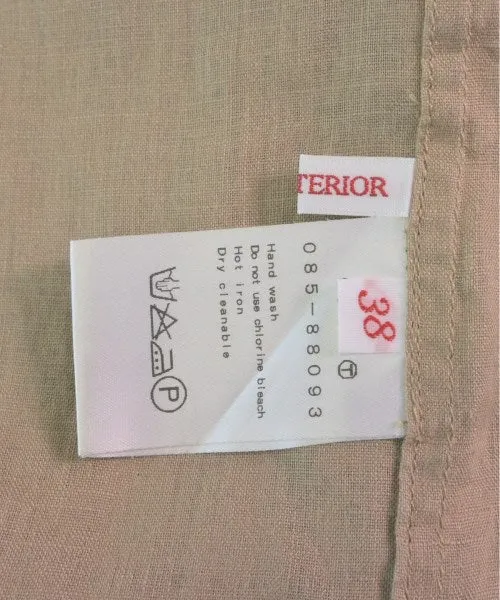 TERIOR
38
T
085-88093
Hand wash
Do not use chlorine bleach
Hot iron
Dry cleanable
P